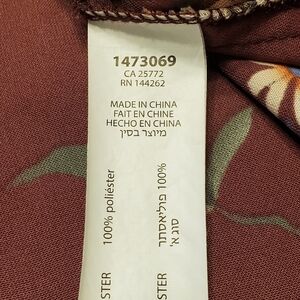 1473069
CA 25772
RN 144262
MADE IN CHINA
FAIT EN CHINE
HECHO EN CHINA
מיוצר בסין
100% poliéster
100% פוליאסתר
סוג א'